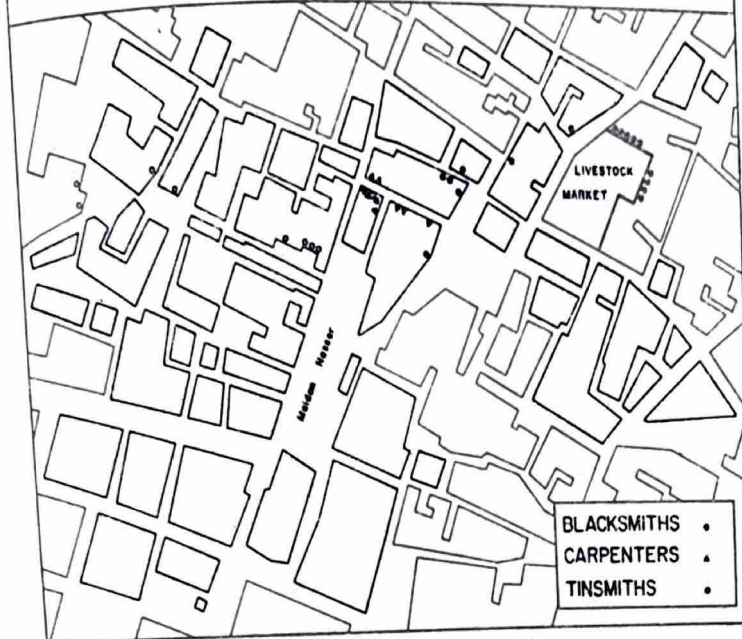 LIVESTOCK
MARKET
Maidan Nasser
BLACKSMITHS
CARPENTERS
TINSMITHS